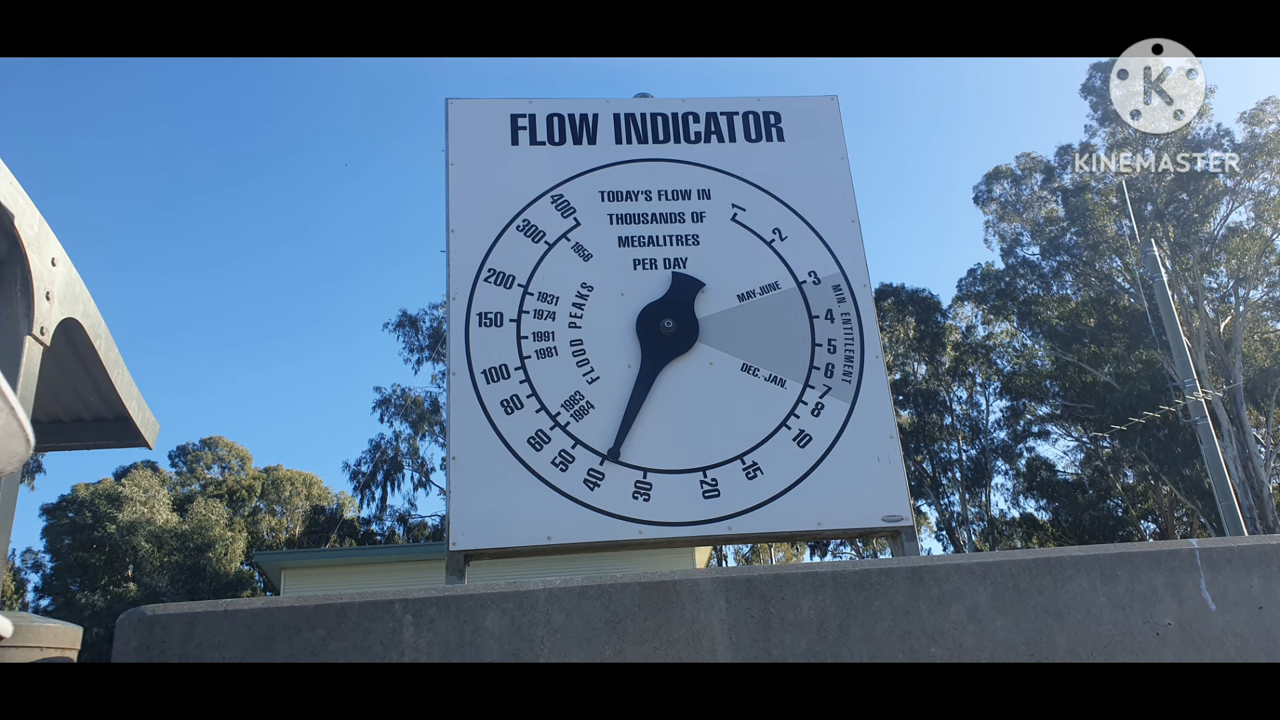 FLOW INDICATOR
TODAY'S FLOW IN
THOUSANDS OF
MEGALITRES
PER DAY
1
2
3
4
5
6
7
8
10
15
20
30
40
50
60
80
100
150
200
300
400
MAY-JUNE
DEC.-JAN.
MIN. ENTITLEMENT
FLOOD PEAKS
1956
1931
1974
1991
1981
1983
1984
K
KINEMASTER